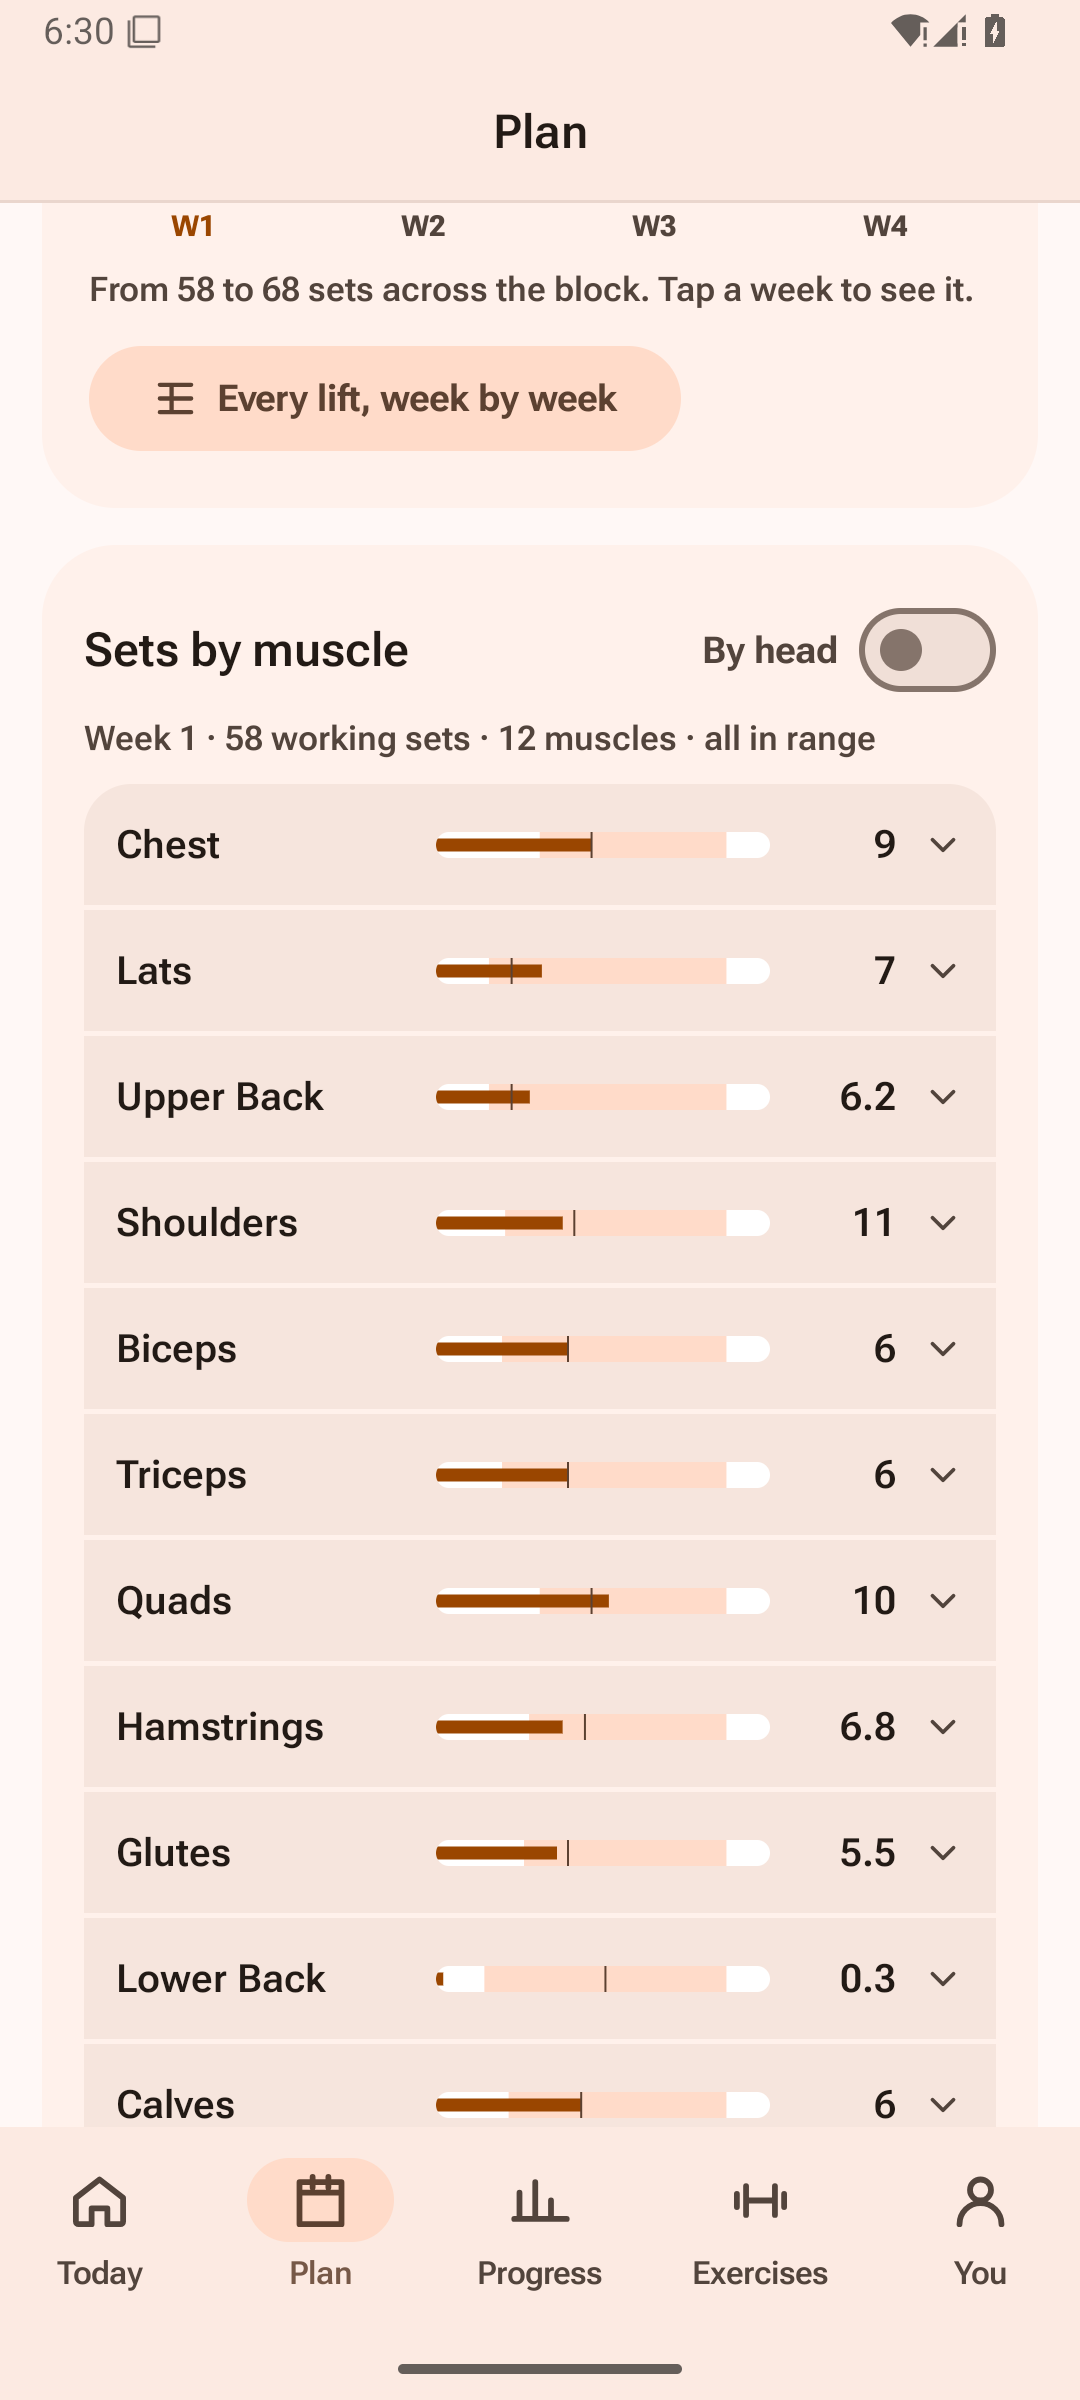 6:30
Plan
W1 W2 W3 W4
From 58 to 68 sets across the block. Tap a week to see it.
Every lift, week by week
Sets by muscle By head
Week 1 · 58 working sets · 12 muscles · all in range
Chest 9
Lats 7
Upper Back 6.2
Shoulders 11
Biceps 6
Triceps 6
Quads 10
Hamstrings 6.8
Glutes 5.5
Lower Back 0.3
Calves 6
Today Plan Progress Exercises You